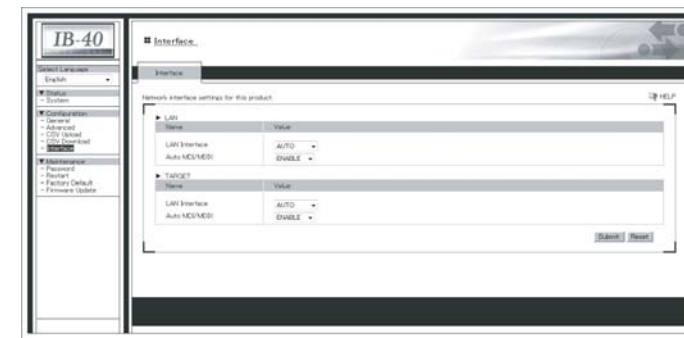 IB-40
Select Language
English
▼ Status
- System
▼ Configuration
- General
- Advanced
- CSV Upload
- CSV Download
- Interface
▼ Maintenance
- Password
- Restart
- Factory Default
- Firmware Update
Interface
Interface
Network interface settings for this product.
HELP
► LAN
Name Value
LAN Interface AUTO
Auto MDI/MDIX ENABLE
► TARGET
Name Value
LAN Interface AUTO
Auto MDI/MDIX ENABLE
Submit Reset